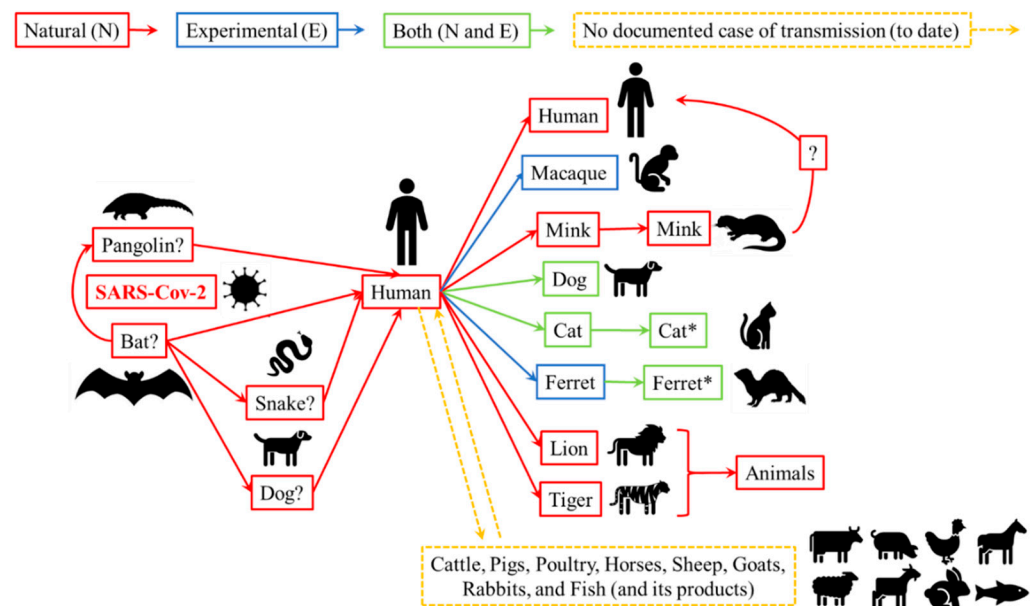 Natural (N)
Experimental (E)
Both (N and E)
No documented case of transmission (to date)
Human
?
Macaque
Pangolin?
Mink
Mink
SARS-Cov-2
Human
Dog
Bat?
Cat
Cat*
Snake?
Ferret
Ferret*
Lion
Animals
Dog?
Tiger
Cattle, Pigs, Poultry, Horses, Sheep, Goats,
Rabbits, and Fish (and its products)